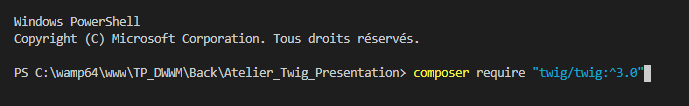 Windows PowerShell
Copyright (C) Microsoft Corporation. Tous droits réservés.
PS C:\wamp64\www\TP_DWWM\Back\Atelier_Twig_Presentation> composer require "twig/twig:^3.0"